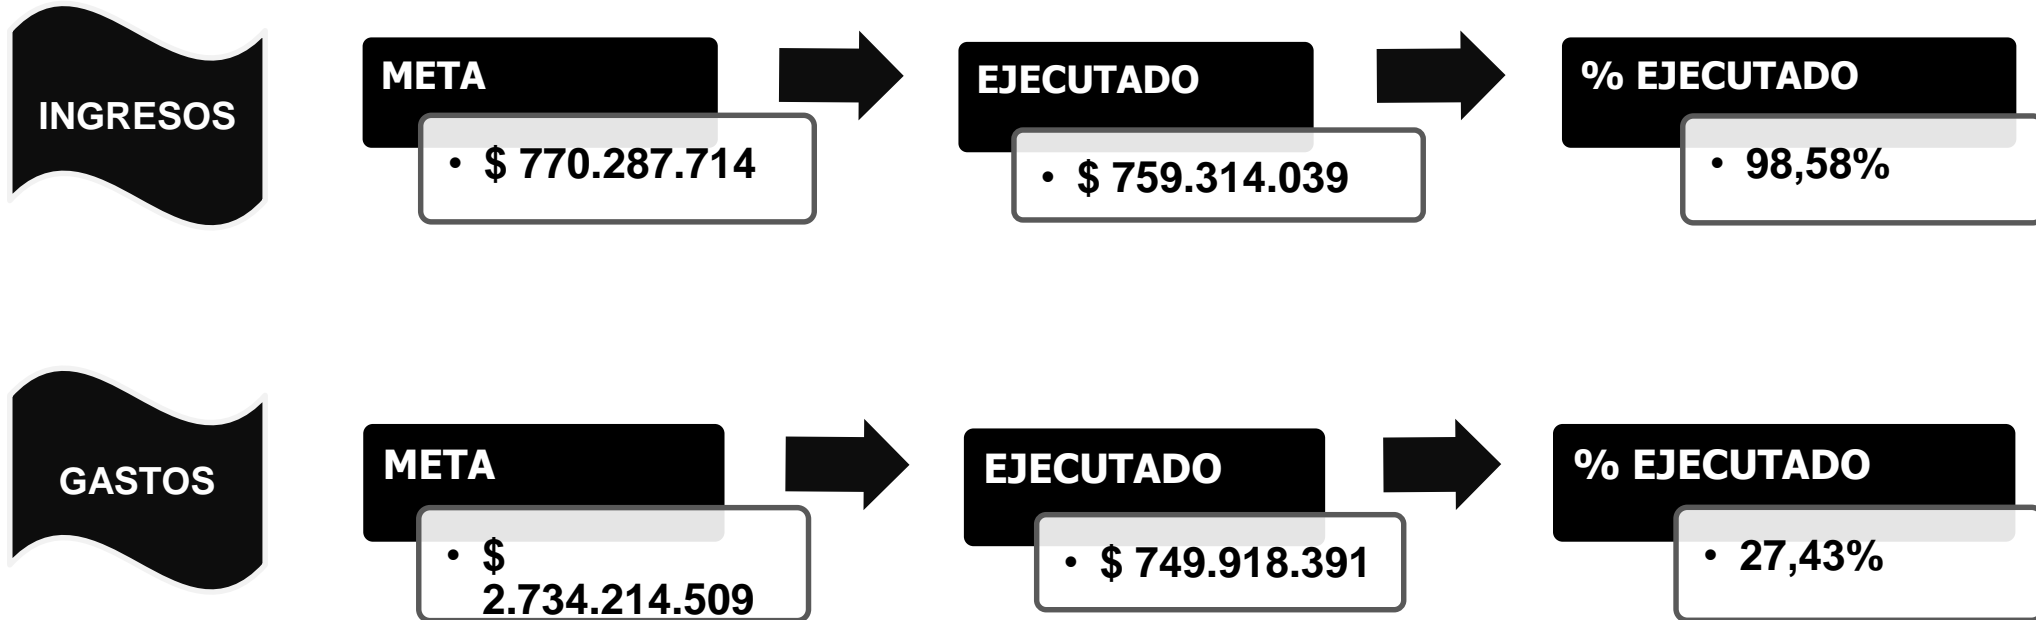 INGRESOS
META
• $ 770.287.714
EJECUTADO
• $ 759.314.039
% EJECUTADO
• 98,58%
GASTOS
META
• $
2.734.214.509
EJECUTADO
• $ 749.918.391
% EJECUTADO
• 27,43%